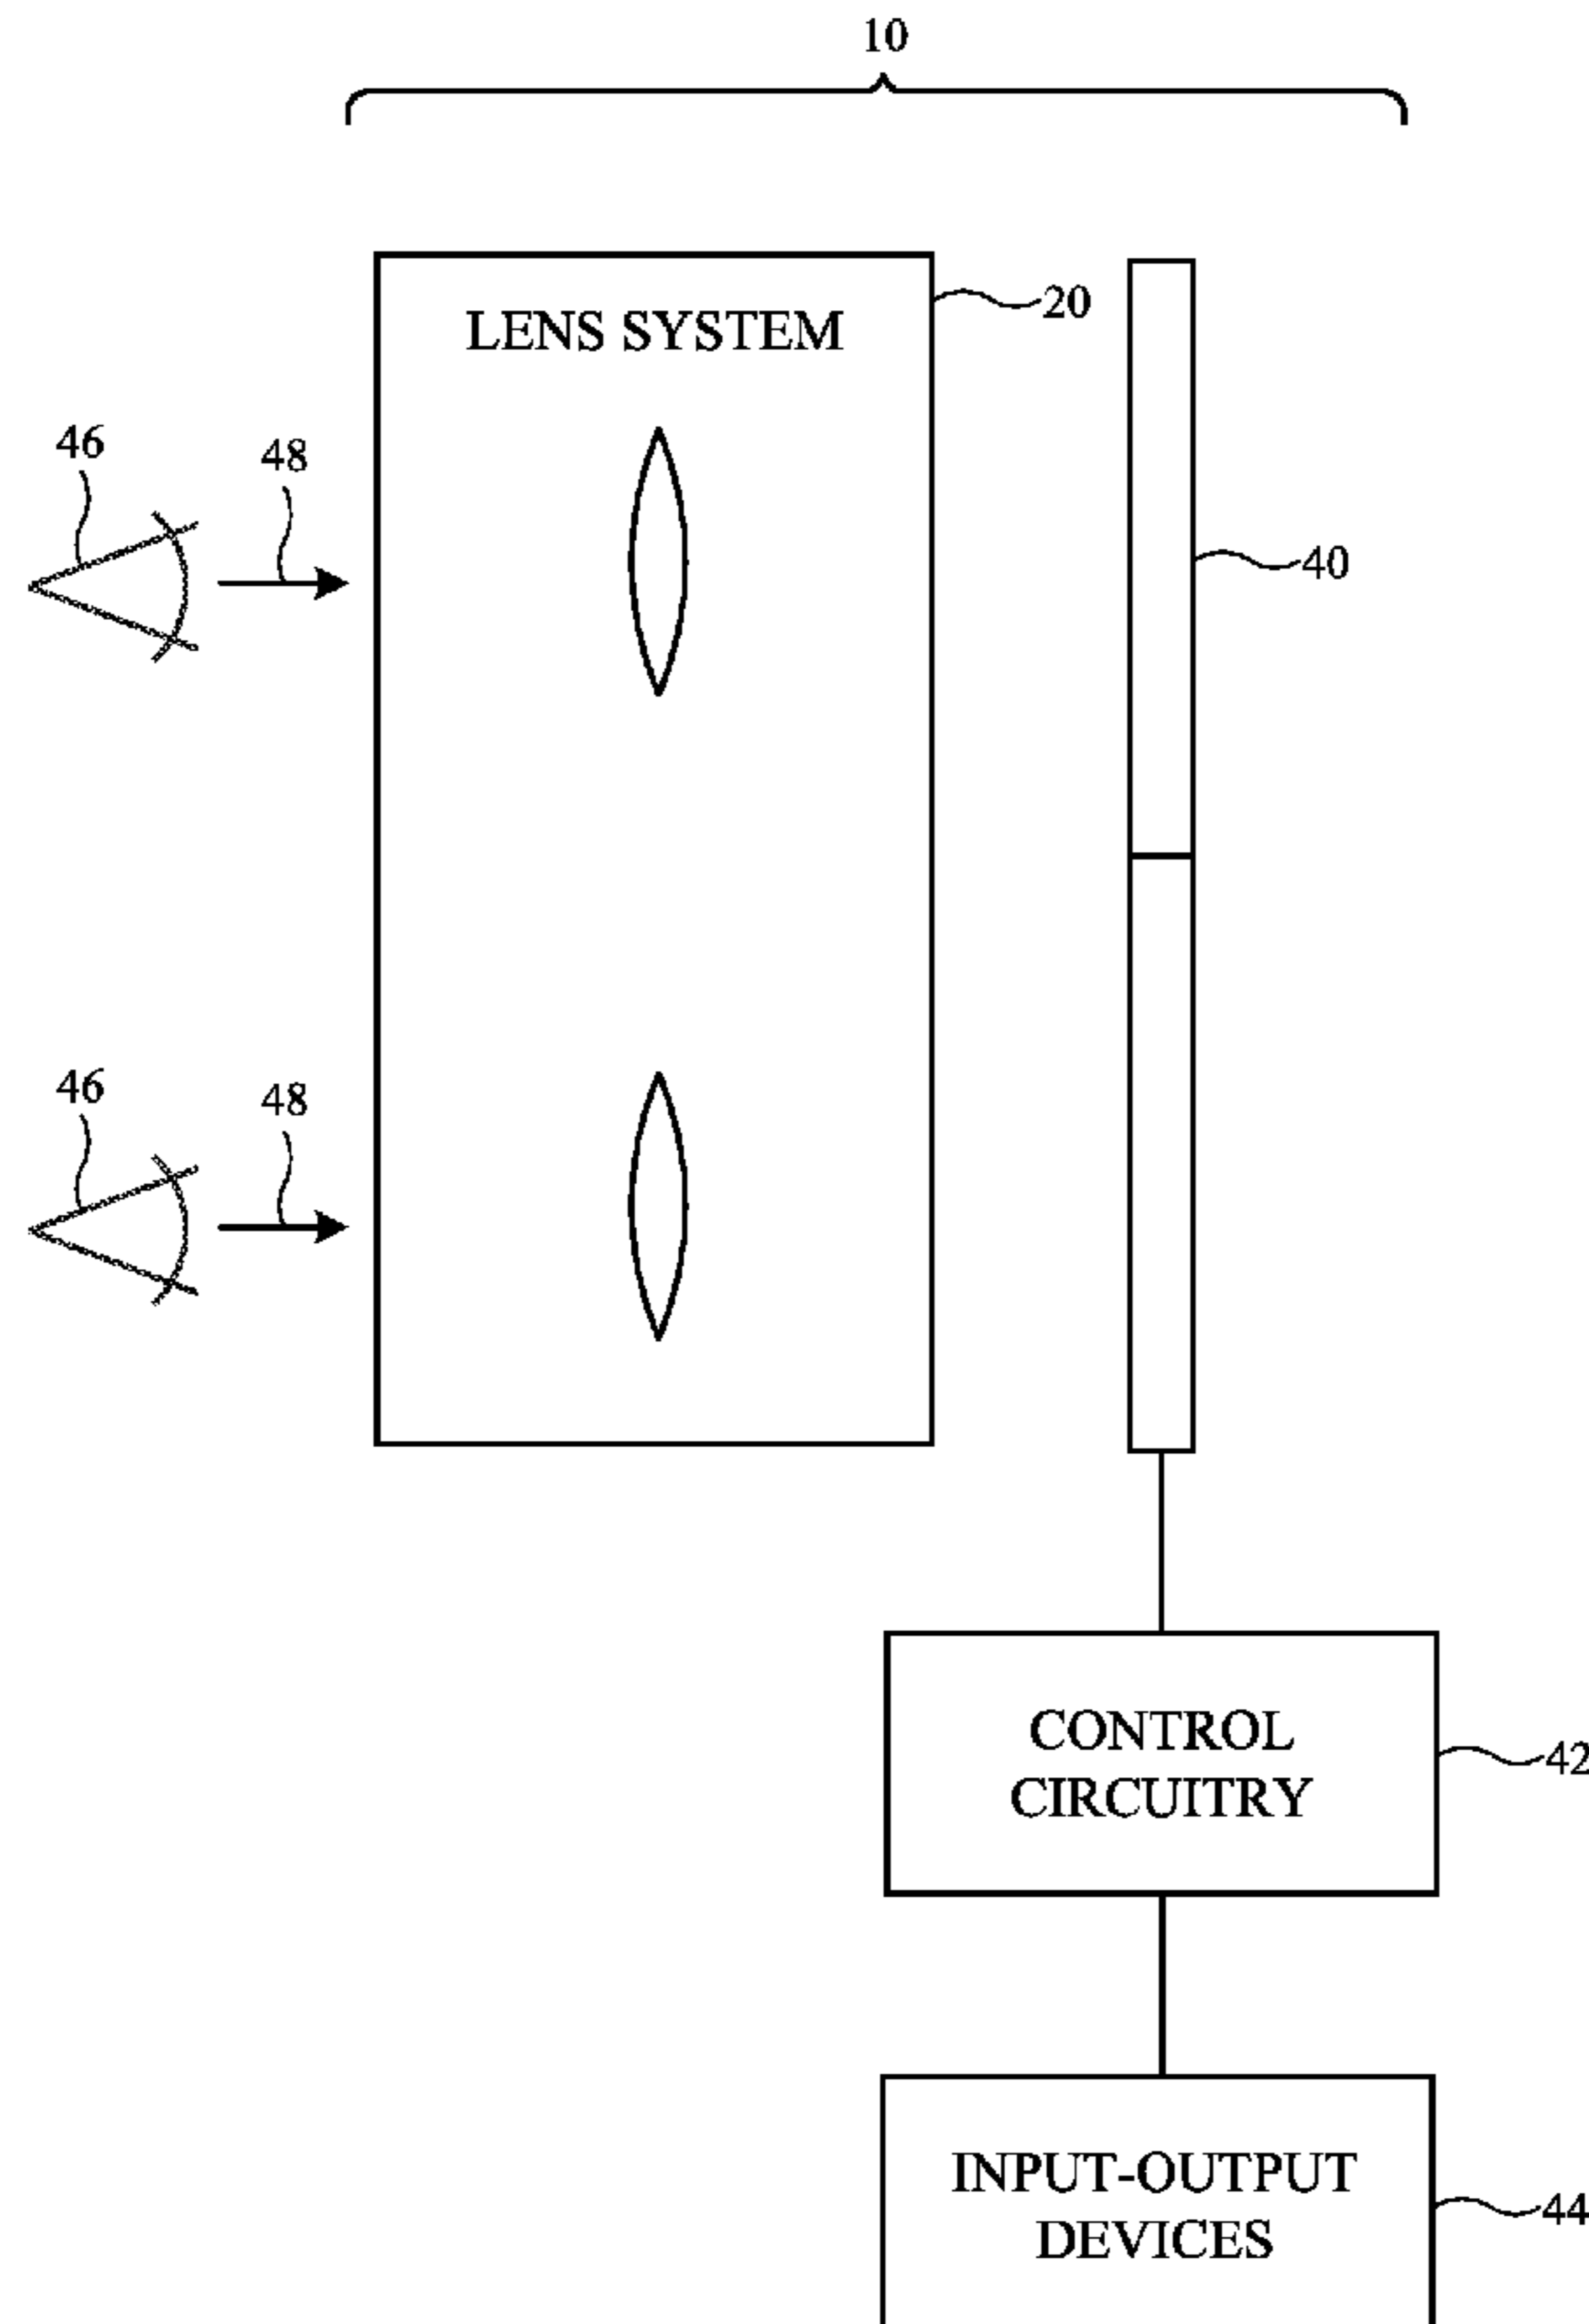 10
LENS SYSTEM
20
46
48
40
46
48
CONTROL
CIRCUITRY
42
INPUT-OUTPUT
DEVICES
44